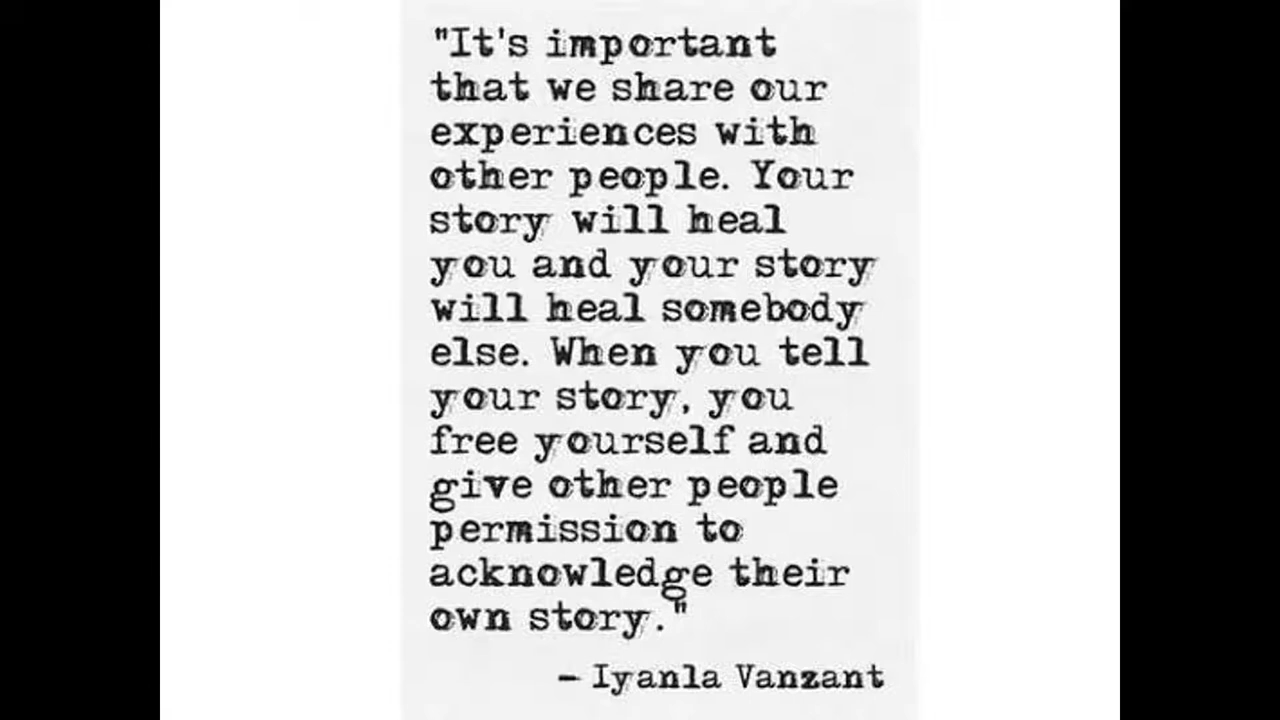 "It's important
that we share our
experiences with
other people. Your
story will heal
you and your story
will heal somebody
else. When you tell
your story, you
free yourself and
give other people
permission to
acknowledge their
own story."
– Iyanla Vanzant